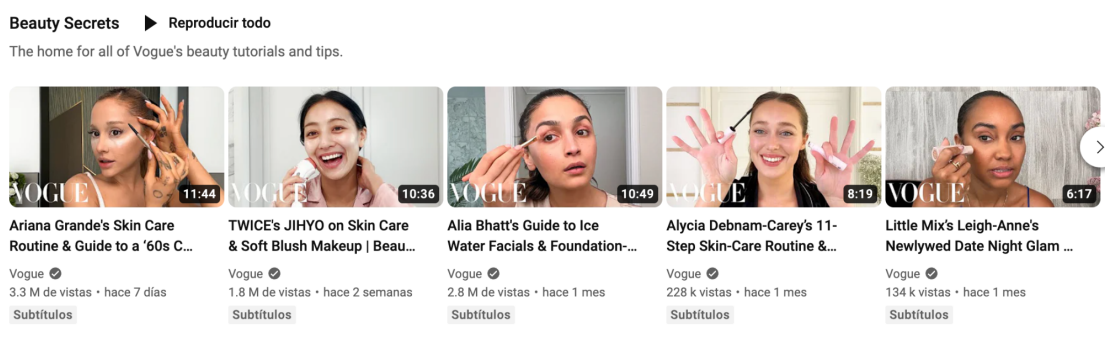 Beauty Secrets ▶ Reproducir todo
The home for all of Vogue's beauty tutorials and tips.
VOGUE 11:44
VOGUE 10:36
VOGUE 10:49
VOGUE 8:19
VOGUE 6:17
Ariana Grande's Skin Care
Routine & Guide to a ‘60s C...
Vogue
3.3 M de vistas • hace 7 días
Subtítulos
TWICE's JIHYO on Skin Care
& Soft Blush Makeup | Beau...
Vogue
1.8 M de vistas • hace 2 semanas
Subtítulos
Alia Bhatt's Guide to Ice
Water Facials & Foundation-...
Vogue
2.8 M de vistas • hace 1 mes
Subtítulos
Alycia Debnam-Carey’s 11-
Step Skin-Care Routine &...
Vogue
228 k vistas • hace 1 mes
Subtítulos
Little Mix’s Leigh-Anne's
Newlywed Date Night Glam ...
Vogue
134 k vistas • hace 1 mes
Subtítulos